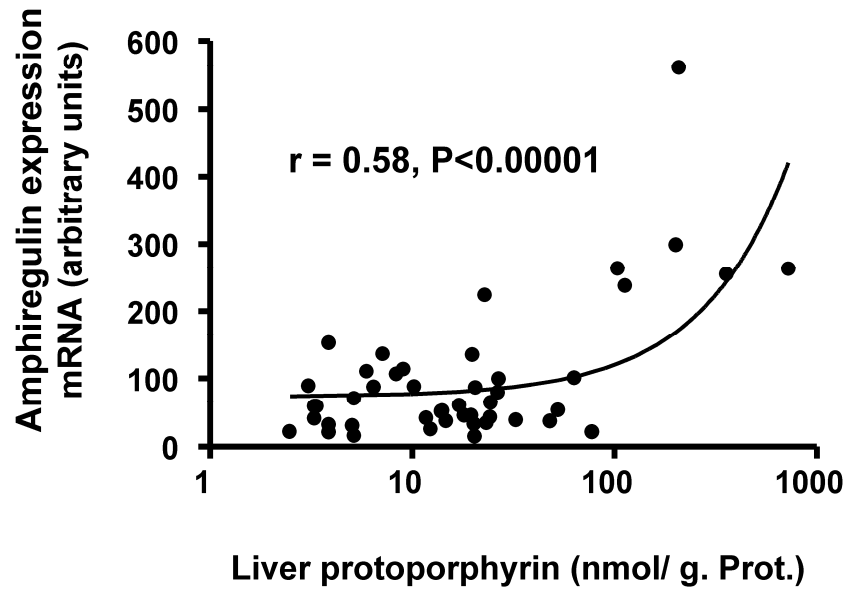 Amphiregulin expression
mRNA (arbitrary units)
600
500
400
300
200
100
0
r = 0.58, P<0.00001
1
10
100
1000
Liver protoporphyrin (nmol/ g. Prot.)